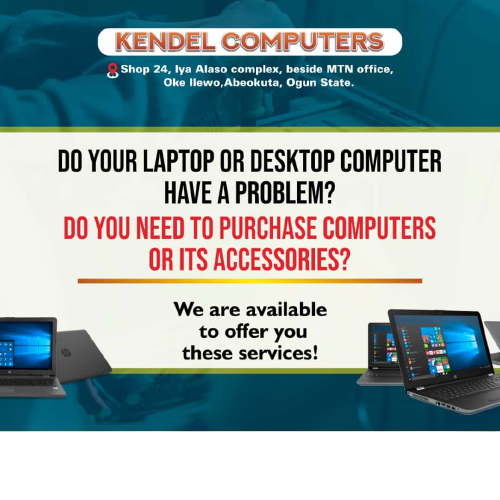 KENDEL COMPUTERS
Shop 24, Iya Alaso complex, beside MTN office,
Oke Ilewo,Abeokuta, Ogun State.
DO YOUR LAPTOP OR DESKTOP COMPUTER
HAVE A PROBLEM?
DO YOU NEED TO PURCHASE COMPUTERS
OR ITS ACCESSORIES?
We are available
to offer you
these services!